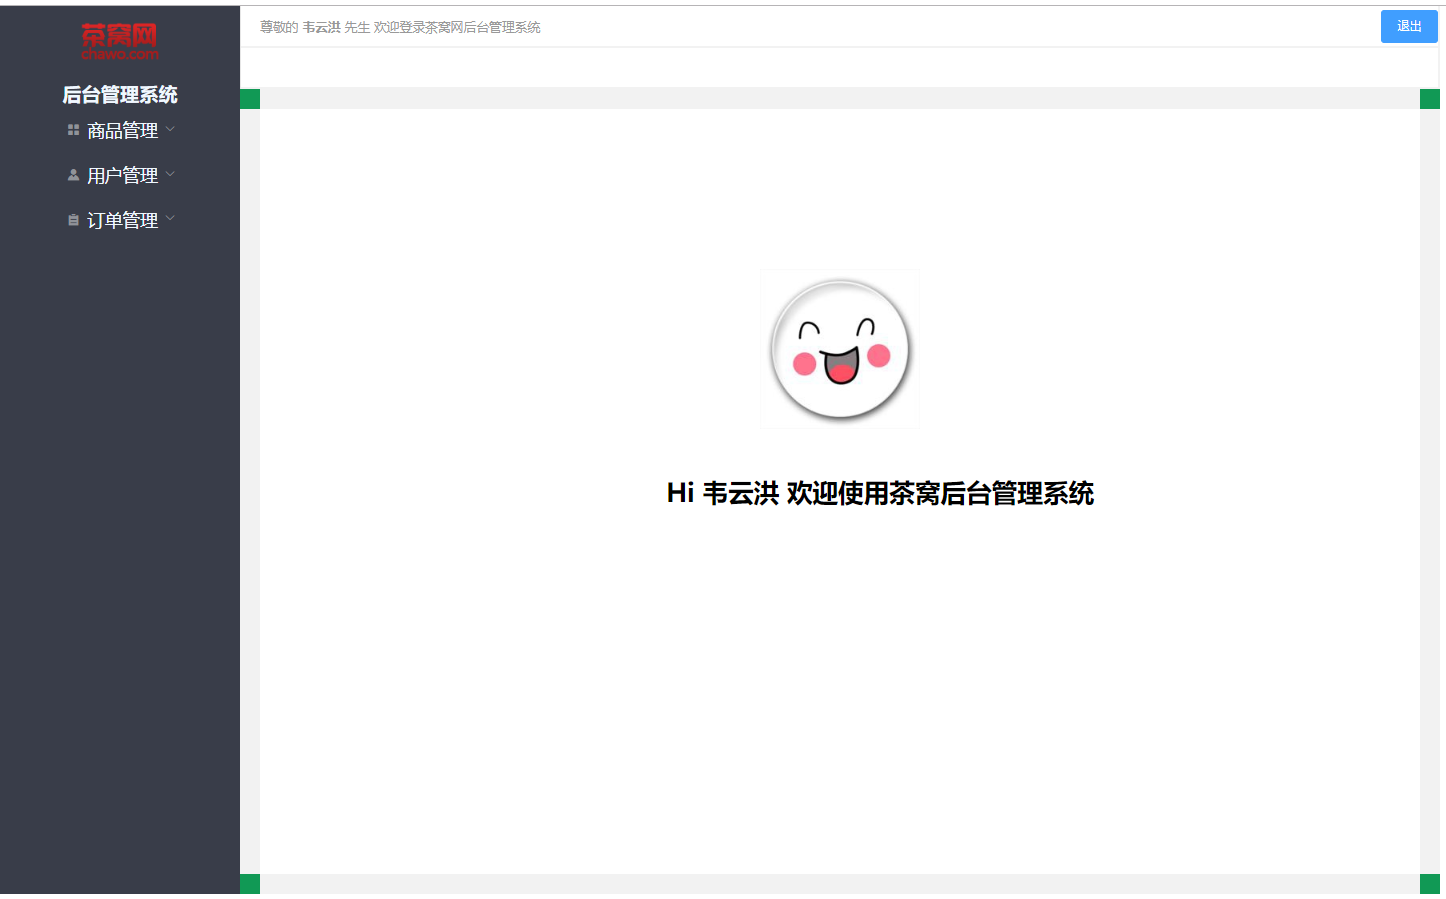 茶窝网
chawo.com
后台管理系统
商品管理
用户管理
订单管理
尊敬的 韦云洪 先生 欢迎登录茶窝网后台管理系统
退出
Hi 韦云洪 欢迎使用茶窝后台管理系统